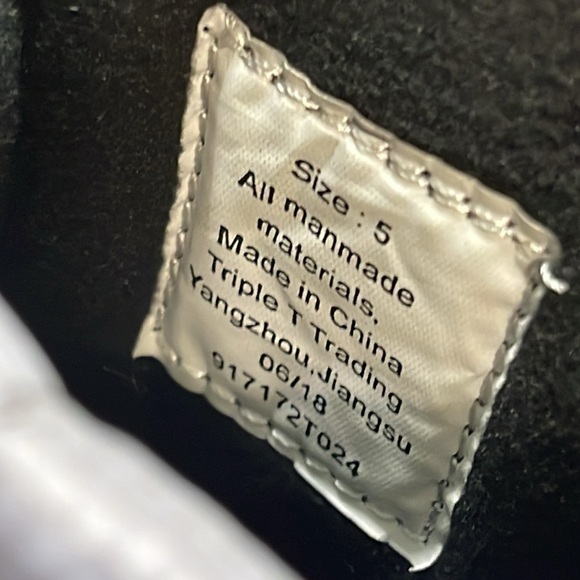 Size : 5
All manmade
materials.
Made in China
Triple T Trading
Yangzhou.Jiangsu
06/18
917172T024